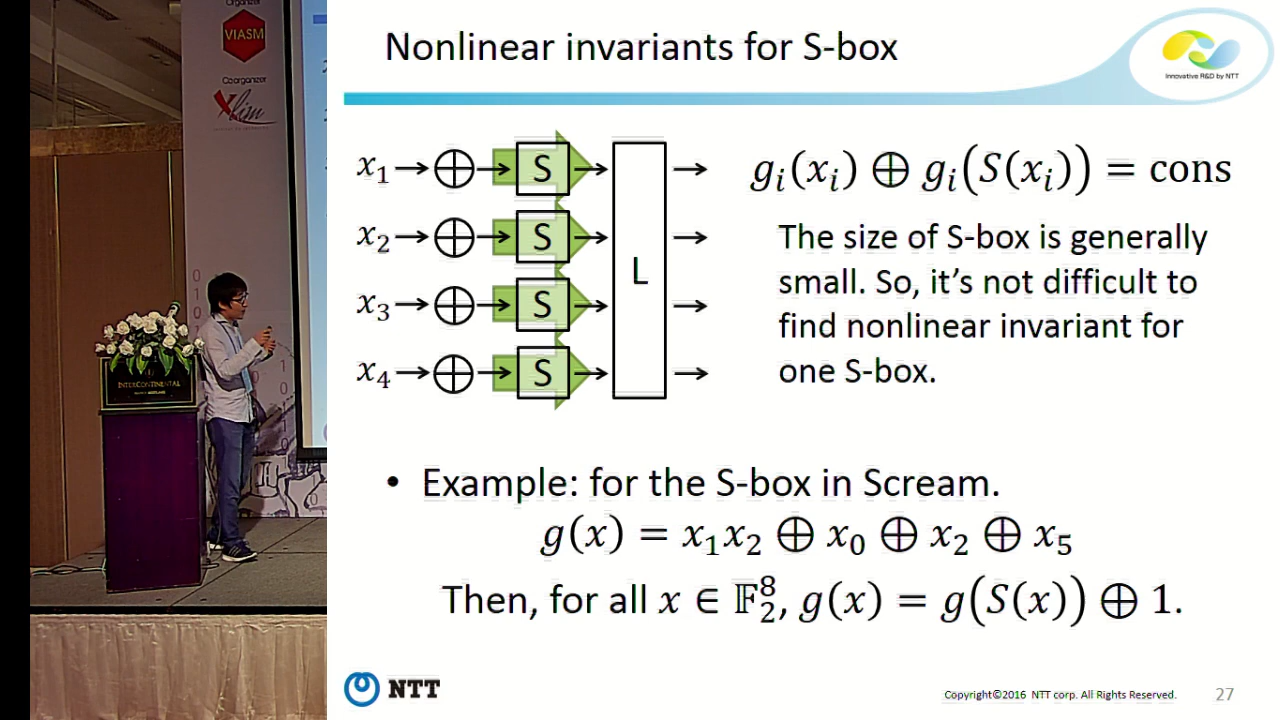 Organizer
VIASM
Coorganizer
Xlim
INTERCONTINENTAL
Nonlinear invariants for S-box
Innovative R&D by NTT
x₁ → ⊕ → S → →
x₂ → ⊕ → S → →
x₃ → ⊕ → S → →
x₄ → ⊕ → S → →
L
gᵢ(xᵢ) ⊕ gᵢ(S(xᵢ)) = cons
The size of S-box is generally
small. So, it’s not difficult to
find nonlinear invariant for
one S-box.
• Example: for the S-box in Scream.
g(x) = x₁x₂ ⊕ x₀ ⊕ x₂ ⊕ x₅
Then, for all x ∈ 𝔽₂⁸, g(x) = g(S(x)) ⊕ 1.
NTT
Copyright©2016 NTT corp. All Rights Reserved.
27